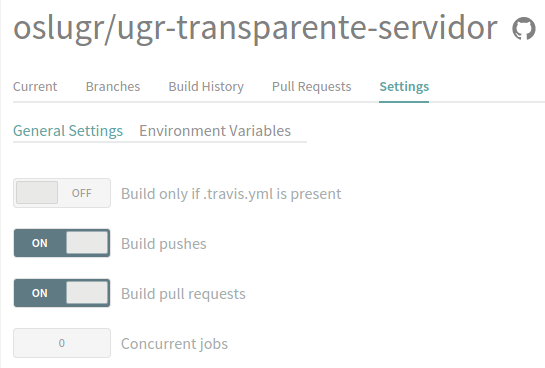 oslugr/ugr-transparente-servidor
Current Branches Build History Pull Requests Settings
General Settings Environment Variables
OFF Build only if .travis.yml is present
ON Build pushes
ON Build pull requests
0 Concurrent jobs